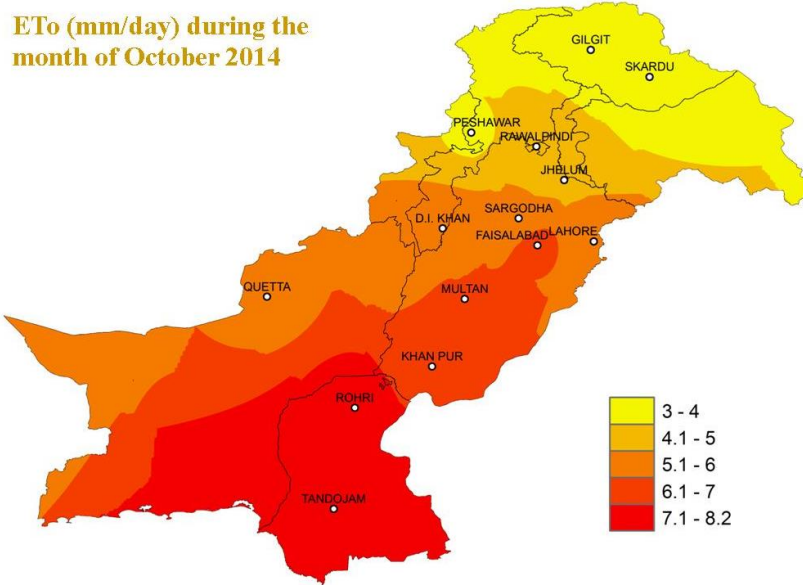 ETo (mm/day) during the
month of October 2014
GILGIT
SKARDU
PESHAWAR
RAWALPINDI
JHELUM
SARGODHA
D.I. KHAN
FAISALABAD
LAHORE
QUETTA
MULTAN
KHAN PUR
ROHRI
TANDOJAM
3 - 4
4.1 - 5
5.1 - 6
6.1 - 7
7.1 - 8.2